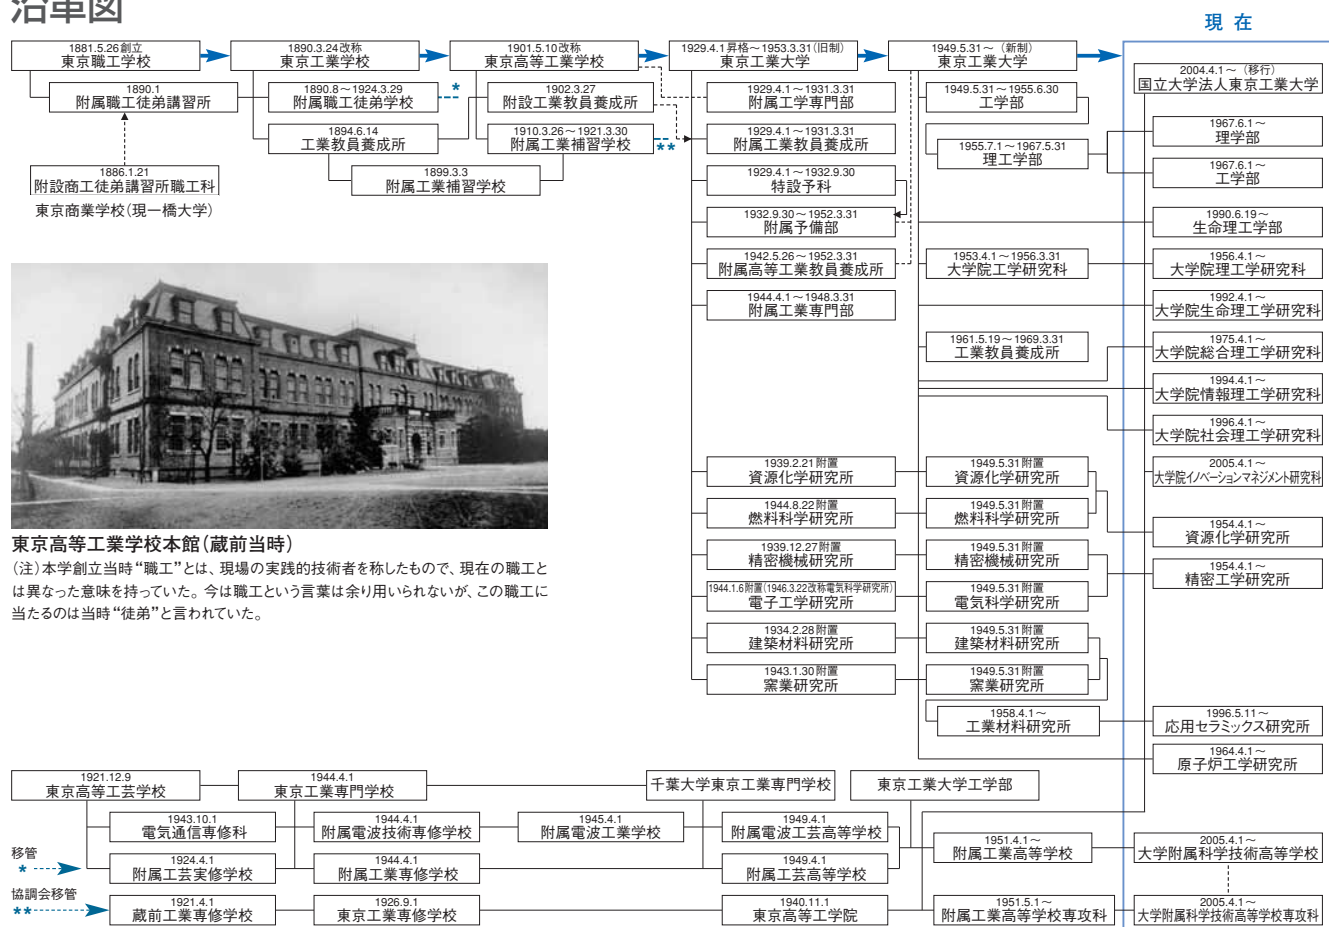 沿革図
現 在
1881.5.26創立
東京職工学校
1890.3.24改称
東京工業学校
1901.5.10改称
東京高等工業学校
1929.4.1昇格～1953.3.31(旧制)
東京工業大学
1949.5.31～（新制）
東京工業大学
2004.4.1～（移行）
国立大学法人東京工業大学
1890.1
附属職工徒弟講習所
1890.8～1924.3.29
附属職工徒弟学校
*
1902.3.27
附設工業教員養成所
1929.4.1～1931.3.31
附属工学専門部
1949.5.31～1955.6.30
工学部
1894.6.14
工業教員養成所
1910.3.26～1921.3.30
附属工業補習学校
**
1929.4.1～1931.3.31
附属工業教員養成所
1955.7.1～1967.5.31
理工学部
1967.6.1～
理学部
1886.1.21
附設商工徒弟講習所職工科
東京商業学校(現一橋大学)
1899.3.3
附属工業補習学校
1929.4.1～1932.9.30
特設予科
1967.6.1～
工学部
1932.9.30～1952.3.31
附属予備部
1990.6.19～
生命理工学部
1942.5.26～1952.3.31
附属高等工業教員養成所
1953.4.1～1956.3.31
大学院工学研究科
1956.4.1～
大学院理工学研究科
1944.4.1～1948.3.31
附属工業専門部
1992.4.1～
大学院生命理工学研究科
1961.5.19～1969.3.31
工業教員養成所
1975.4.1～
大学院総合理工学研究科
1994.4.1～
大学院情報理工学研究科
1996.4.1～
大学院社会理工学研究科
1939.2.21附置
資源化学研究所
1949.5.31附置
資源化学研究所
2005.4.1～
大学院イノベーションマネジメント研究科
1944.8.22附置
燃料科学研究所
1949.5.31附置
燃料科学研究所
1954.4.1～
資源化学研究所
1939.12.27附置
精密機械研究所
1949.5.31附置
精密機械研究所
1954.4.1～
精密工学研究所
1944.1.6附置(1946.3.22改称電気科学研究所)
電子工学研究所
1949.5.31附置
電気科学研究所
1934.2.28附置
建築材料研究所
1949.5.31附置
建築材料研究所
1943.1.30附置
窯業研究所
1949.5.31附置
窯業研究所
1958.4.1～
工業材料研究所
1996.5.11～
応用セラミックス研究所
1964.4.1～
原子炉工学研究所
東京高等工業学校本館(蔵前当時)
(注)本学創立当時“職工”とは、現場の実践的技術者を称したもので、現在の職工と
は異なった意味を持っていた。今は職工という言葉は余り用いられないが、この職工に
当たるのは当時“徒弟”と言われていた。
1921.12.9
東京高等工芸学校
1944.4.1
東京工業専門学校
千葉大学東京工業専門学校
東京工業大学工学部
1943.10.1
電気通信専修科
1944.4.1
附属電波技術専修学校
1945.4.1
附属電波工業学校
1949.4.1
附属電波工芸高等学校
移管
*
1924.4.1
附属工芸実修学校
1944.4.1
附属工業専修学校
1949.4.1
附属工芸高等学校
1951.4.1～
附属工業高等学校
2005.4.1～
大学附属科学技術高等学校
協調会移管
**
1921.4.1
蔵前工業専修学校
1926.9.1
東京工業専修学校
1940.11.1
東京高等工学院
1951.5.1～
附属工業高等学校専攻科
2005.4.1～
大学附属科学技術高等学校専攻科